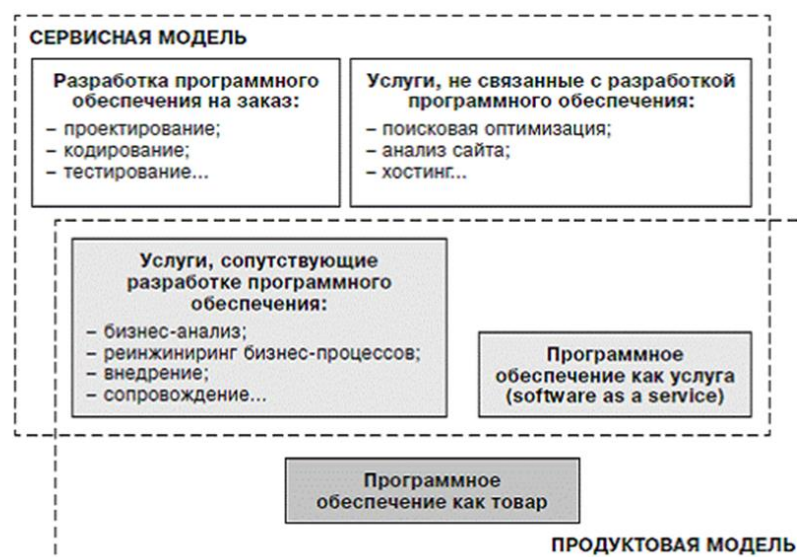 СЕРВИСНАЯ МОДЕЛЬ
Разработка программного
обеспечения на заказ:
– проектирование;
– кодирование;
– тестирование...
Услуги, не связанные с разработкой
программного обеспечения:
– поисковая оптимизация;
– анализ сайта;
– хостинг...
Услуги, сопутствующие
разработке программного
обеспечения:
– бизнес-анализ;
– реинжиниринг бизнес-процессов;
– внедрение;
– сопровождение...
Программное
обеспечение как услуга
(software as a service)
Программное
обеспечение как товар
ПРОДУКТОВАЯ МОДЕЛЬ